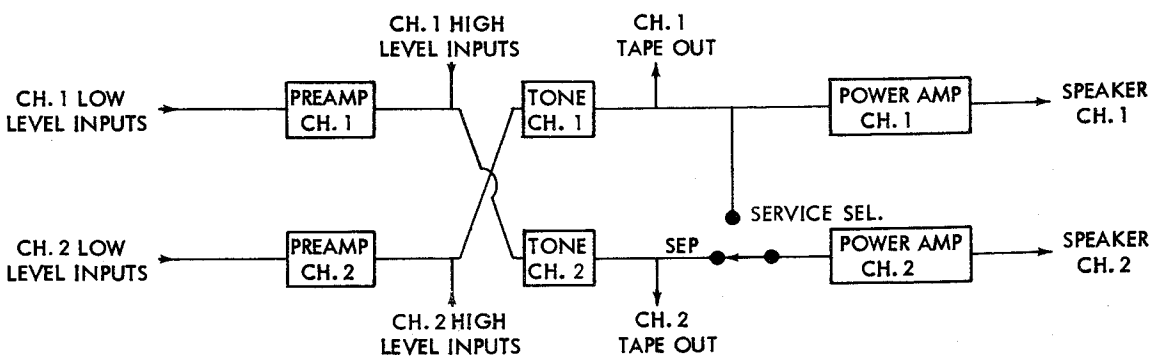 CH. 1 HIGH
LEVEL INPUTS
CH. 1
TAPE OUT
CH. 1 LOW
LEVEL INPUTS
PREAMP
CH. 1
TONE
CH. 1
POWER AMP
CH. 1
SPEAKER
CH. 1
SERVICE SEL.
CH. 2 LOW
LEVEL INPUTS
PREAMP
CH. 2
TONE
CH. 2
SEP
POWER AMP
CH. 2
SPEAKER
CH. 2
CH. 2 HIGH
LEVEL INPUTS
CH. 2
TAPE OUT